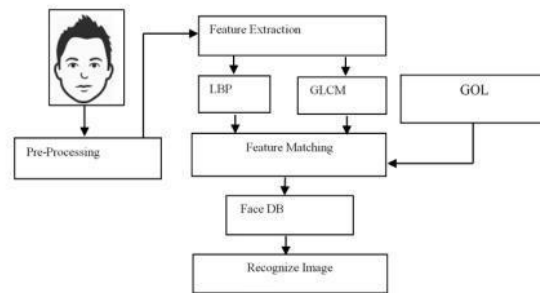 Feature Extraction
LBP
GLCM
GOL
Pre-Processing
Feature Matching
Face DB
Recognize Image